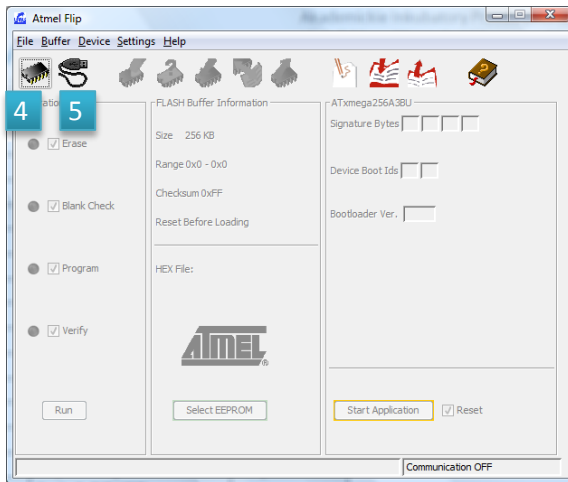 Atmel Flip
File Buffer Device Settings Help
4 5
FLASH Buffer Information
ATxmega256A3BU
Signature Bytes
Erase
Size 256 KB
Range 0x0 - 0x0
Device Boot Ids
Checksum 0xFF
Blank Check
Bootloader Ver.
Reset Before Loading
Program
HEX File:
Verify
ATMEL
®
Run
Select EEPROM
Start Application
Reset
Communication OFF